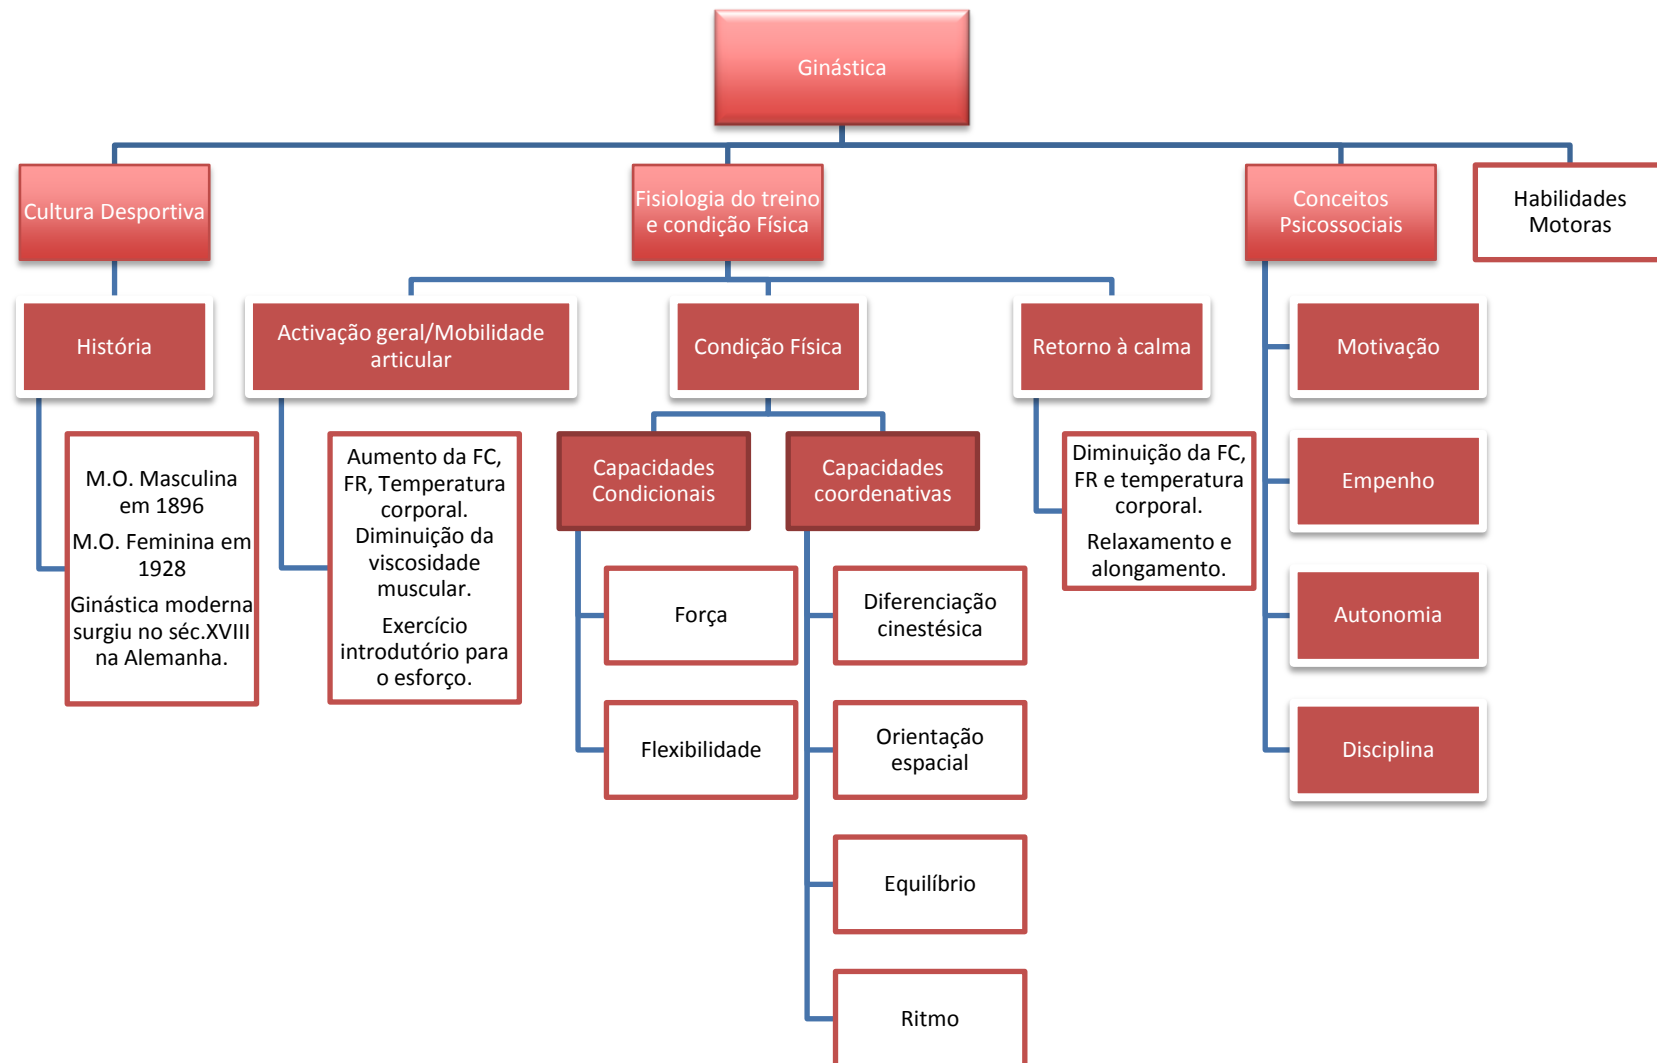 Ginástica
Cultura Desportiva
Fisiologia do treino
e condição Física
Conceitos
Psicossociais
Habilidades
Motoras
História
Activação geral/Mobilidade
articular
Condição Física
Retorno à calma
Motivação
M.O. Masculina
em 1896
M.O. Feminina em
1928
Ginástica moderna
surgiu no séc.XVIII
na Alemanha.
Aumento da FC,
FR, Temperatura
corporal.
Diminuição da
viscosidade
muscular.
Exercício
introdutório para
o esforço.
Capacidades
Condicionais
Capacidades
coordenativas
Diminuição da FC,
FR e temperatura
corporal.
Relaxamento e
alongamento.
Empenho
Força
Diferenciação
cinestésica
Autonomia
Flexibilidade
Orientação
espacial
Disciplina
Equilíbrio
Ritmo